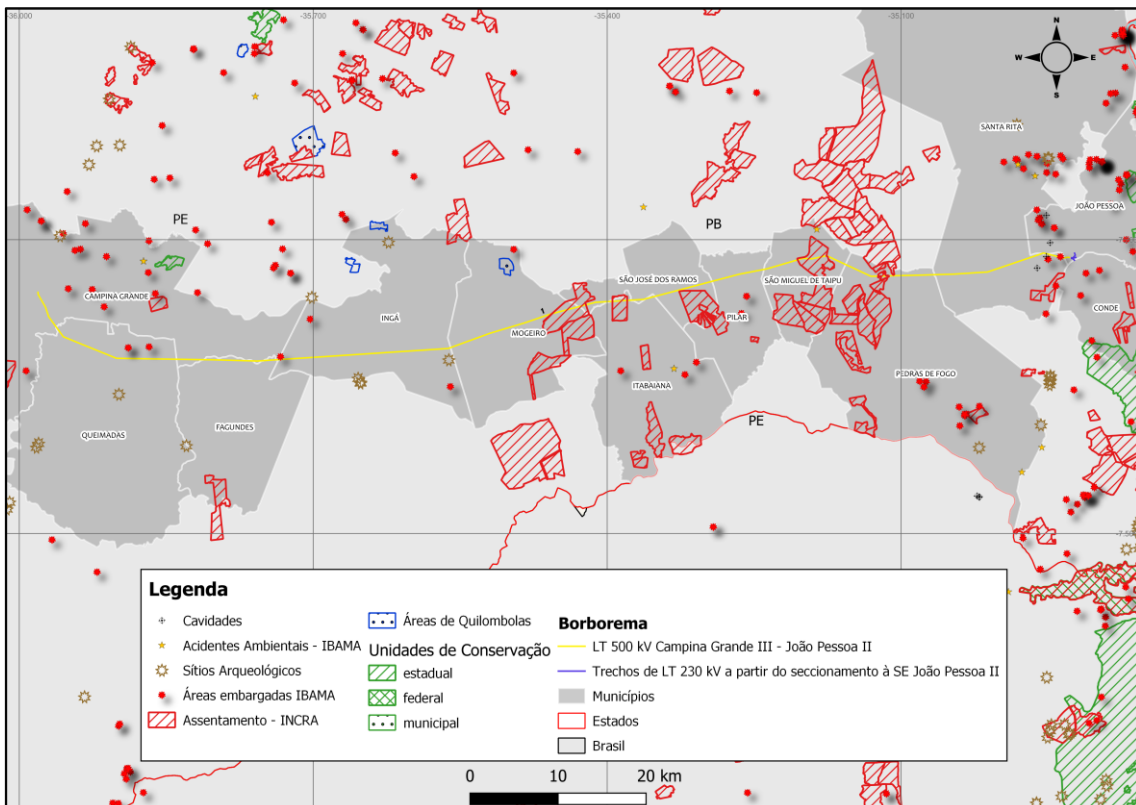 -36.000
-35.700
-35.400
-35.100
N
W
E
S
SANTA RITA
JOÃO PESSOA
PE
PB
SÃO JOSÉ DOS RAMOS
SÃO MIGUEL DE TAIPU
CAMPINA GRANDE
INGÁ
MOGEIRO
PILAR
CONDE
ITABAIANA
PEDRAS DE FOGO
PE
QUEIMADAS
FAGUNDES
Legenda
Cavidades
Acidentes Ambientais - IBAMA
Sítios Arqueológicos
Áreas embargadas IBAMA
Assentamento - INCRA
Áreas de Quilombolas
Unidades de Conservação
estadual
federal
municipal
Borborema
LT 500 kV Campina Grande III - João Pessoa II
Trechos de LT 230 kV a partir do seccionamento à SE João Pessoa II
Municípios
Estados
Brasil
0 10 20 km